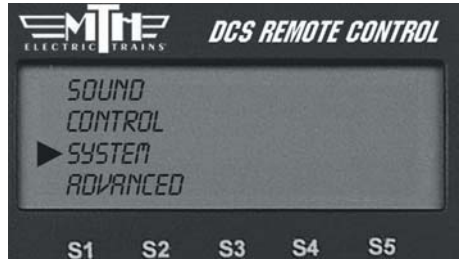 MTH DCS REMOTE CONTROL
ELECTRIC TRAINS
SOUND
CONTROL
SYSTEM
ADVANCED
S1 S2 S3 S4 S5